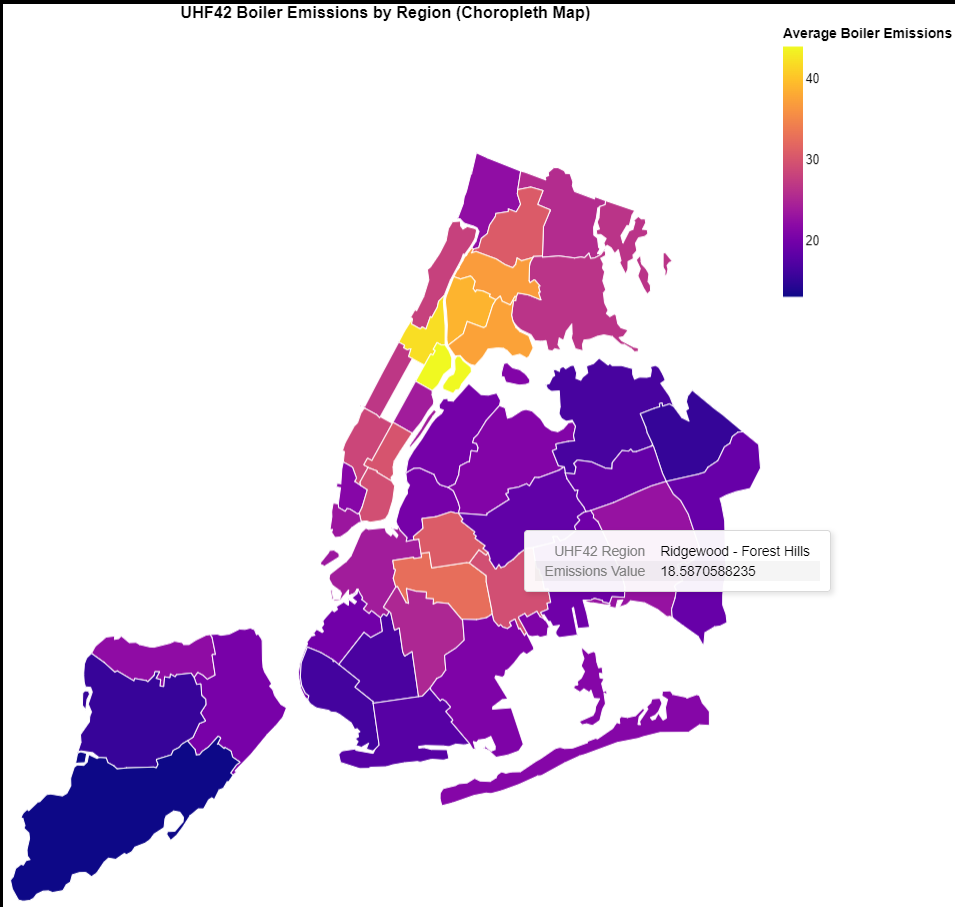 UHF42 Boiler Emissions by Region (Choropleth Map)
Average Boiler Emissions
40
30
20
UHF42 Region Ridgewood - Forest Hills
Emissions Value 18.5870588235